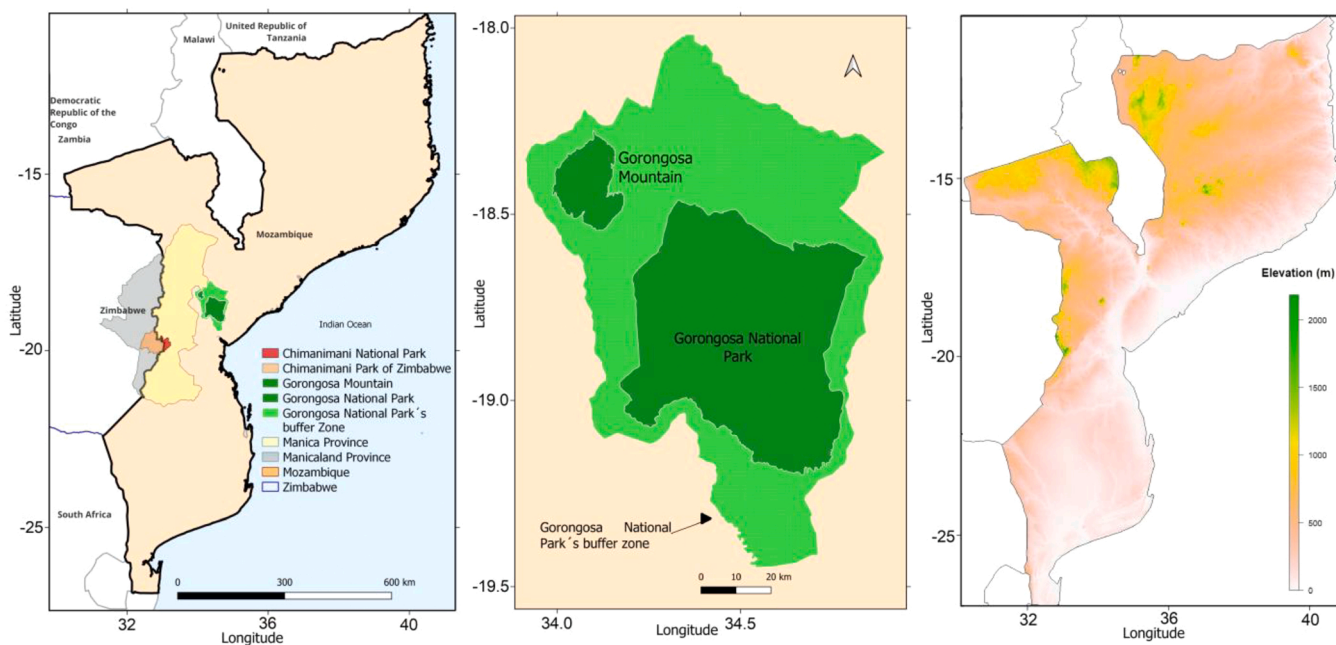 United Republic of
Tanzania
Malawi
Democratic
Republic of the
Congo
Zambia
Mozambique
Zimbabwe
Indian Ocean
South Africa
Chimanimani National Park
Chimanimani Park of Zimbabwe
Gorongosa Mountain
Gorongosa National Park
Gorongosa National Park´s
buffer Zone
Manica Province
Manicaland Province
Mozambique
Zimbabwe
0 300 600 km
-15
-20
-25
Latitude
32 36 40
Longitude
-18.0
-18.5
-19.0
-19.5
Latitude
Gorongosa
Mountain
Gorongosa National
Park
Gorongosa National
Park´s buffer zone
0 10 20 km
34.0 34.5
Longitude
-15
-20
-25
Latitude
Elevation (m)
2000
1500
1000
500
0
32 36 40
Longitude